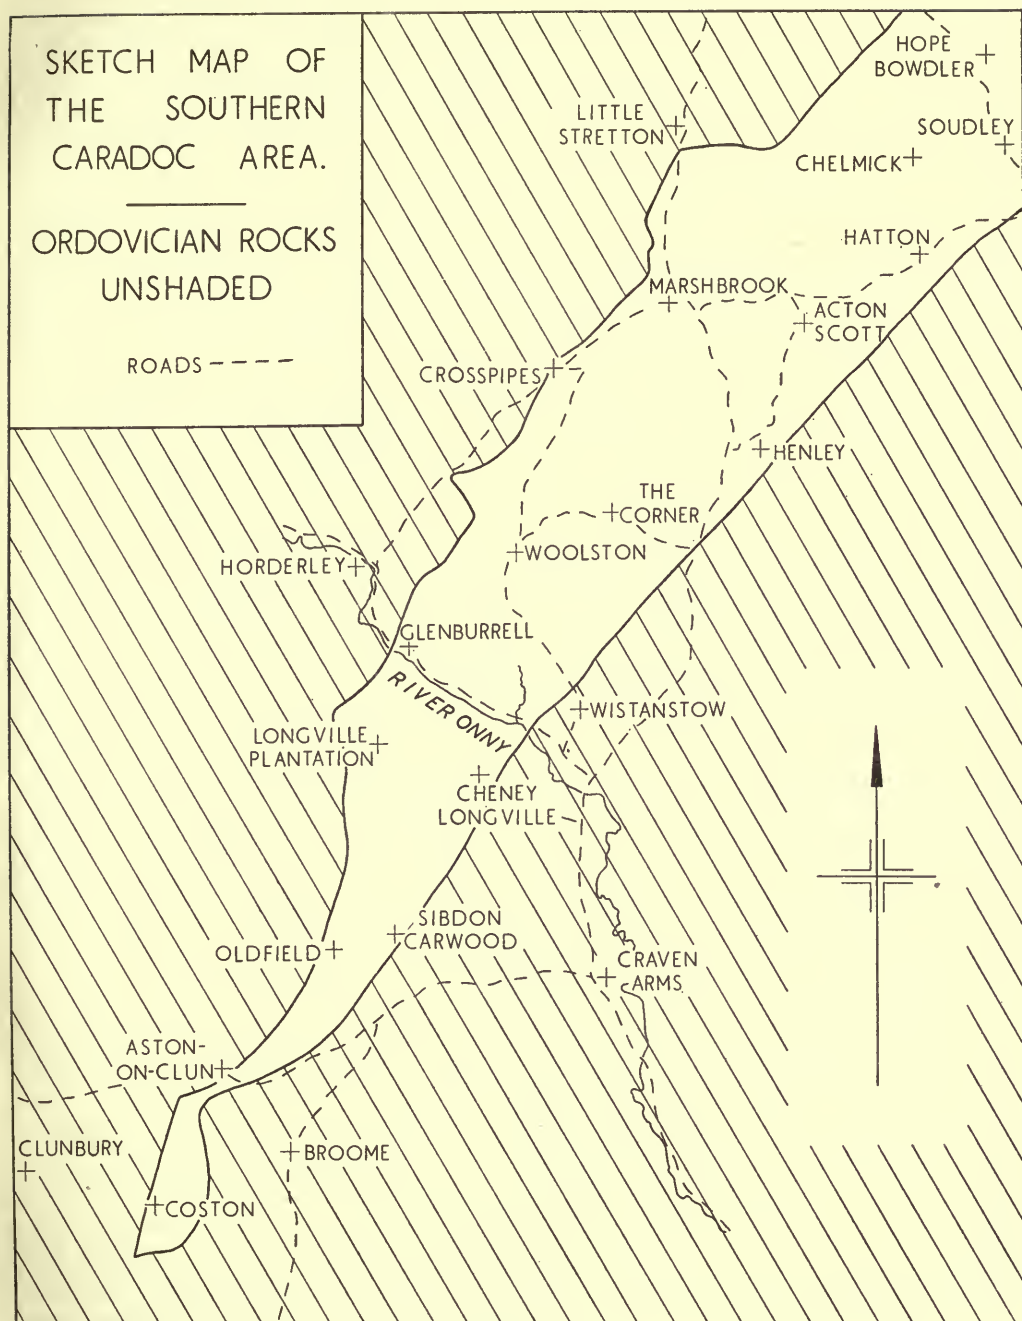 SKETCH MAP OF
THE SOUTHERN
CARADOC AREA.
ORDOVICIAN ROCKS
UNSHADED
ROADS
HOPE
BOWDLER
LITTLE
STRETTON
SOUDLEY
CHELMICK
HATTON
MARSHBROOK
ACTON
SCOTT
CROSSPIPES
HENLEY
THE
CORNER
WOOLSTON
HORDERLEY
GLENBURRELL
RIVER ONNY
WISTANSTOW
LONGVILLE
PLANTATION
CHENEY
LONGVILLE
SIBDON
CARWOOD
OLDFIELD
CRAVEN
ARMS
ASTON-
ON-CLUN
CLUNBURY
BROOME
COSTON